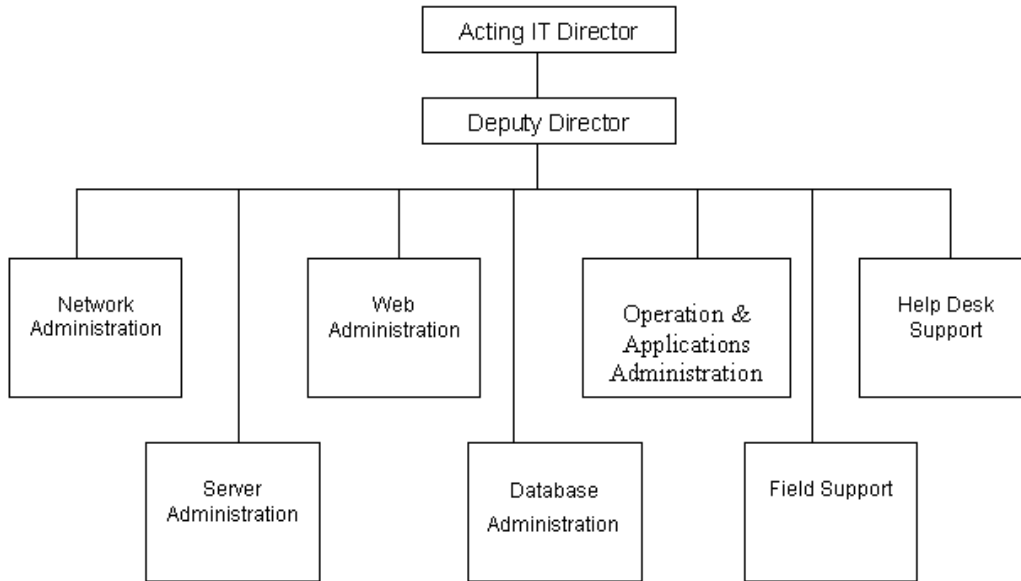 Acting IT Director
Deputy Director
Network
Administration
Web
Administration
Operation &
Applications
Administration
Help Desk
Support
Server
Administration
Database
Administration
Field Support